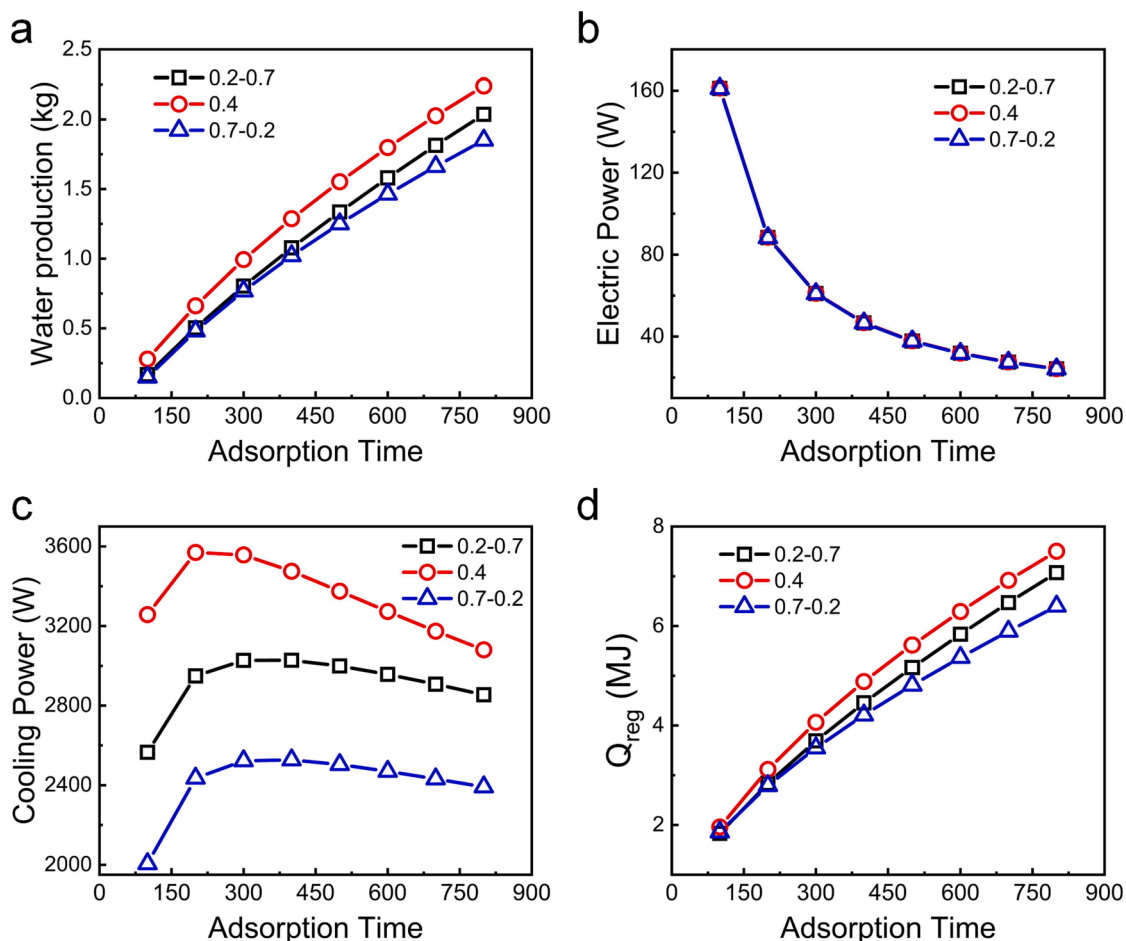 a
2.5
2.0
1.5
1.0
0.5
0.0
Water production (kg)
0.2-0.7
0.4
0.7-0.2
0 150 300 450 600 750 900
Adsorption Time
b
160
120
80
40
Electric Power (W)
0.2-0.7
0.4
0.7-0.2
0 150 300 450 600 750 900
Adsorption Time
c
3600
3200
2800
2400
2000
Cooling Power (W)
0.2-0.7
0.4
0.7-0.2
0 150 300 450 600 750 900
Adsorption Time
d
8
6
4
2
Qreg (MJ)
0.2-0.7
0.4
0.7-0.2
0 150 300 450 600 750 900
Adsorption Time